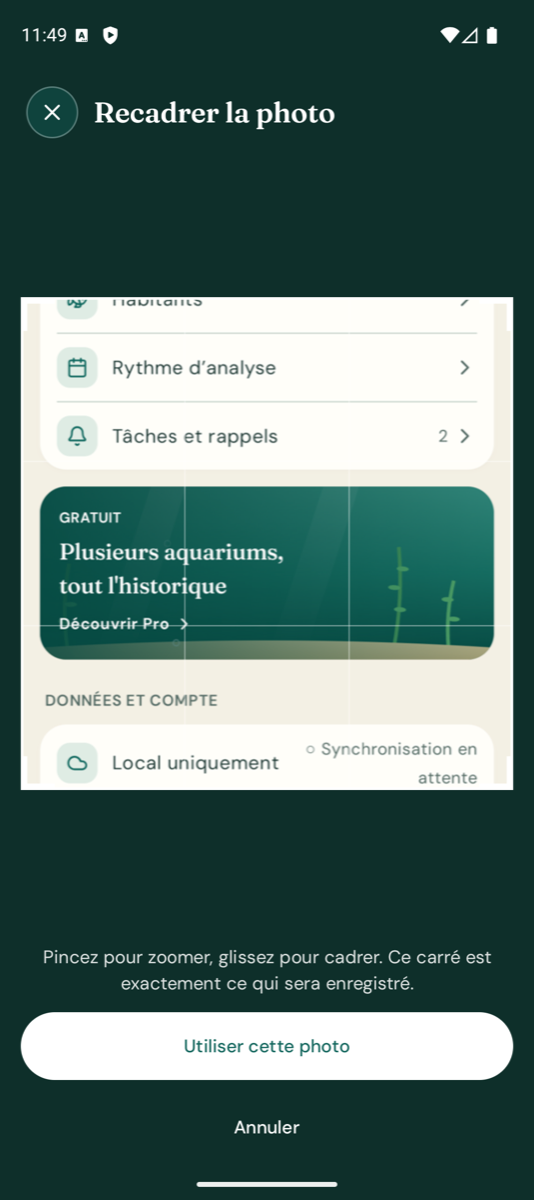 11:49
Recadrer la photo
Habitants
Rythme d’analyse
Tâches et rappels 2
GRATUIT
Plusieurs aquariums,
tout l'historique
Découvrir Pro
DONNÉES ET COMPTE
Local uniquement
Synchronisation en
attente
Pincez pour zoomer, glissez pour cadrer. Ce carré est
exactement ce qui sera enregistré.
Utiliser cette photo
Annuler